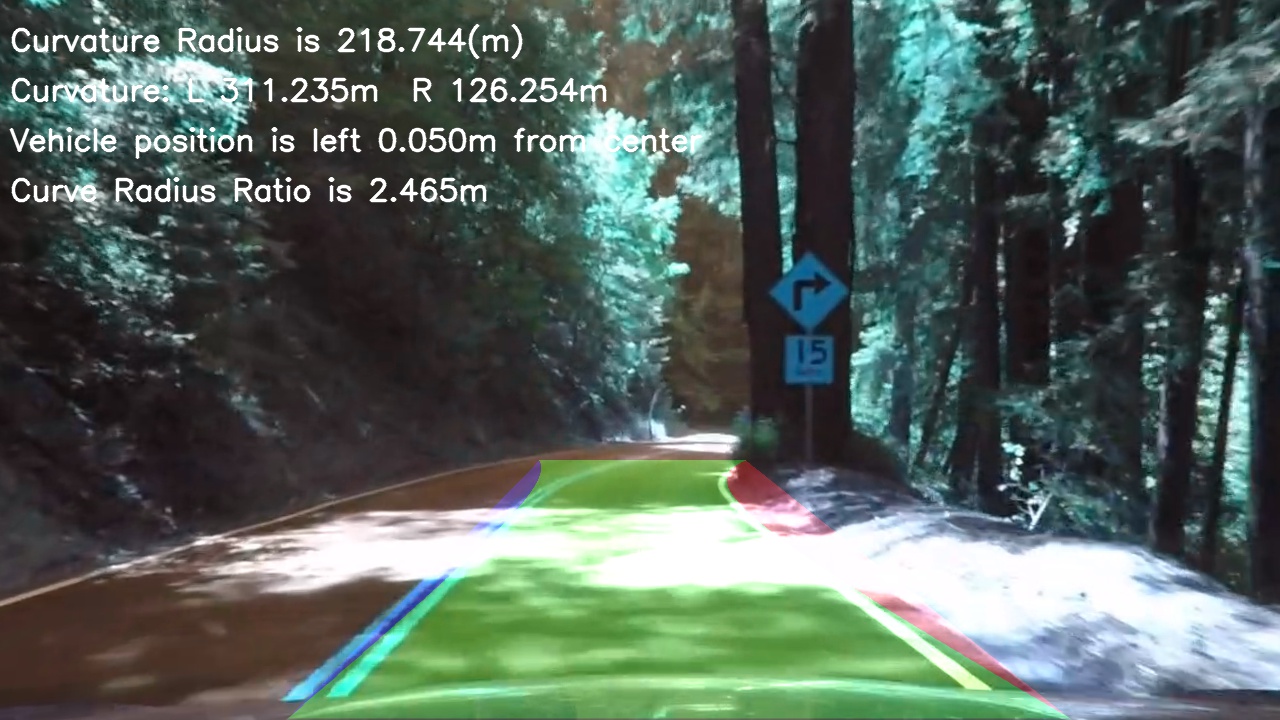 Curvature Radius is 218.744(m)
Curvature: L 311.235m R 126.254m
Vehicle position is left 0.050m from center
Curve Radius Ratio is 2.465m
15